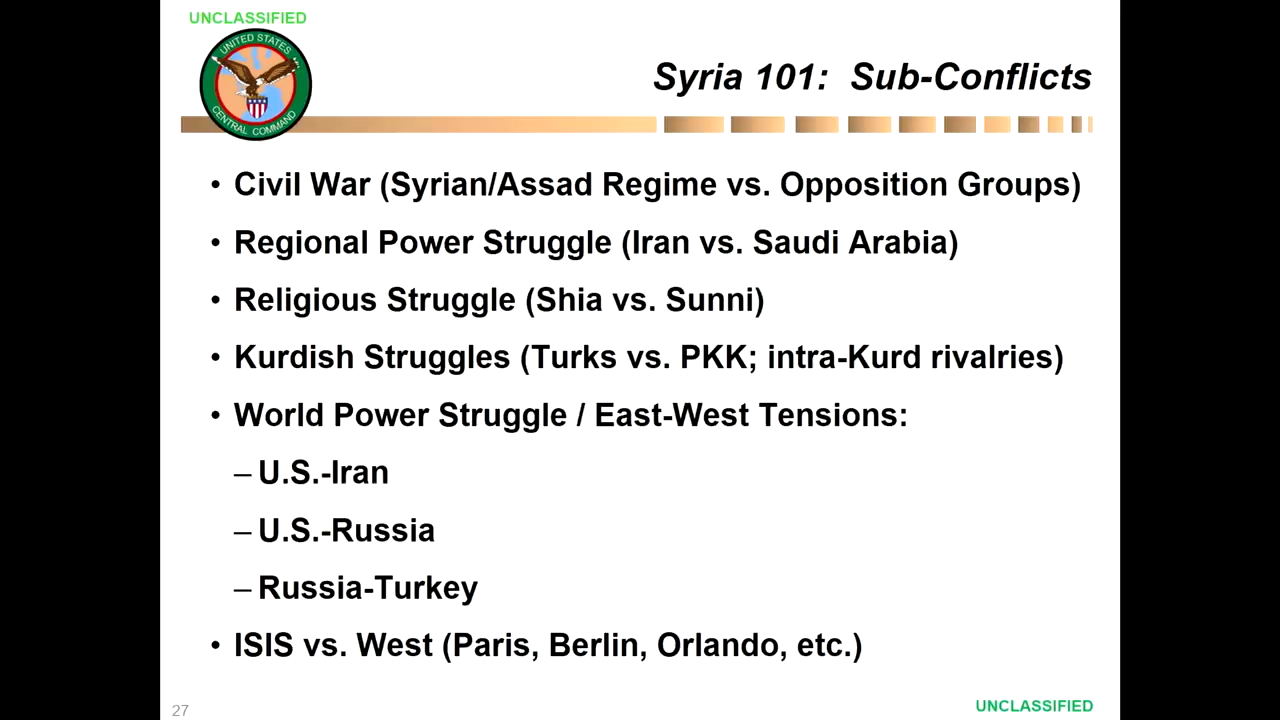 UNCLASSIFIED
UNITED STATES
CENTRAL COMMAND
Syria 101:  Sub-Conflicts
• Civil War (Syrian/Assad Regime vs. Opposition Groups)
• Regional Power Struggle (Iran vs. Saudi Arabia)
• Religious Struggle (Shia vs. Sunni)
• Kurdish Struggles (Turks vs. PKK; intra-Kurd rivalries)
• World Power Struggle / East-West Tensions:
– U.S.-Iran
– U.S.-Russia
– Russia-Turkey
• ISIS vs. West (Paris, Berlin, Orlando, etc.)
27
UNCLASSIFIED